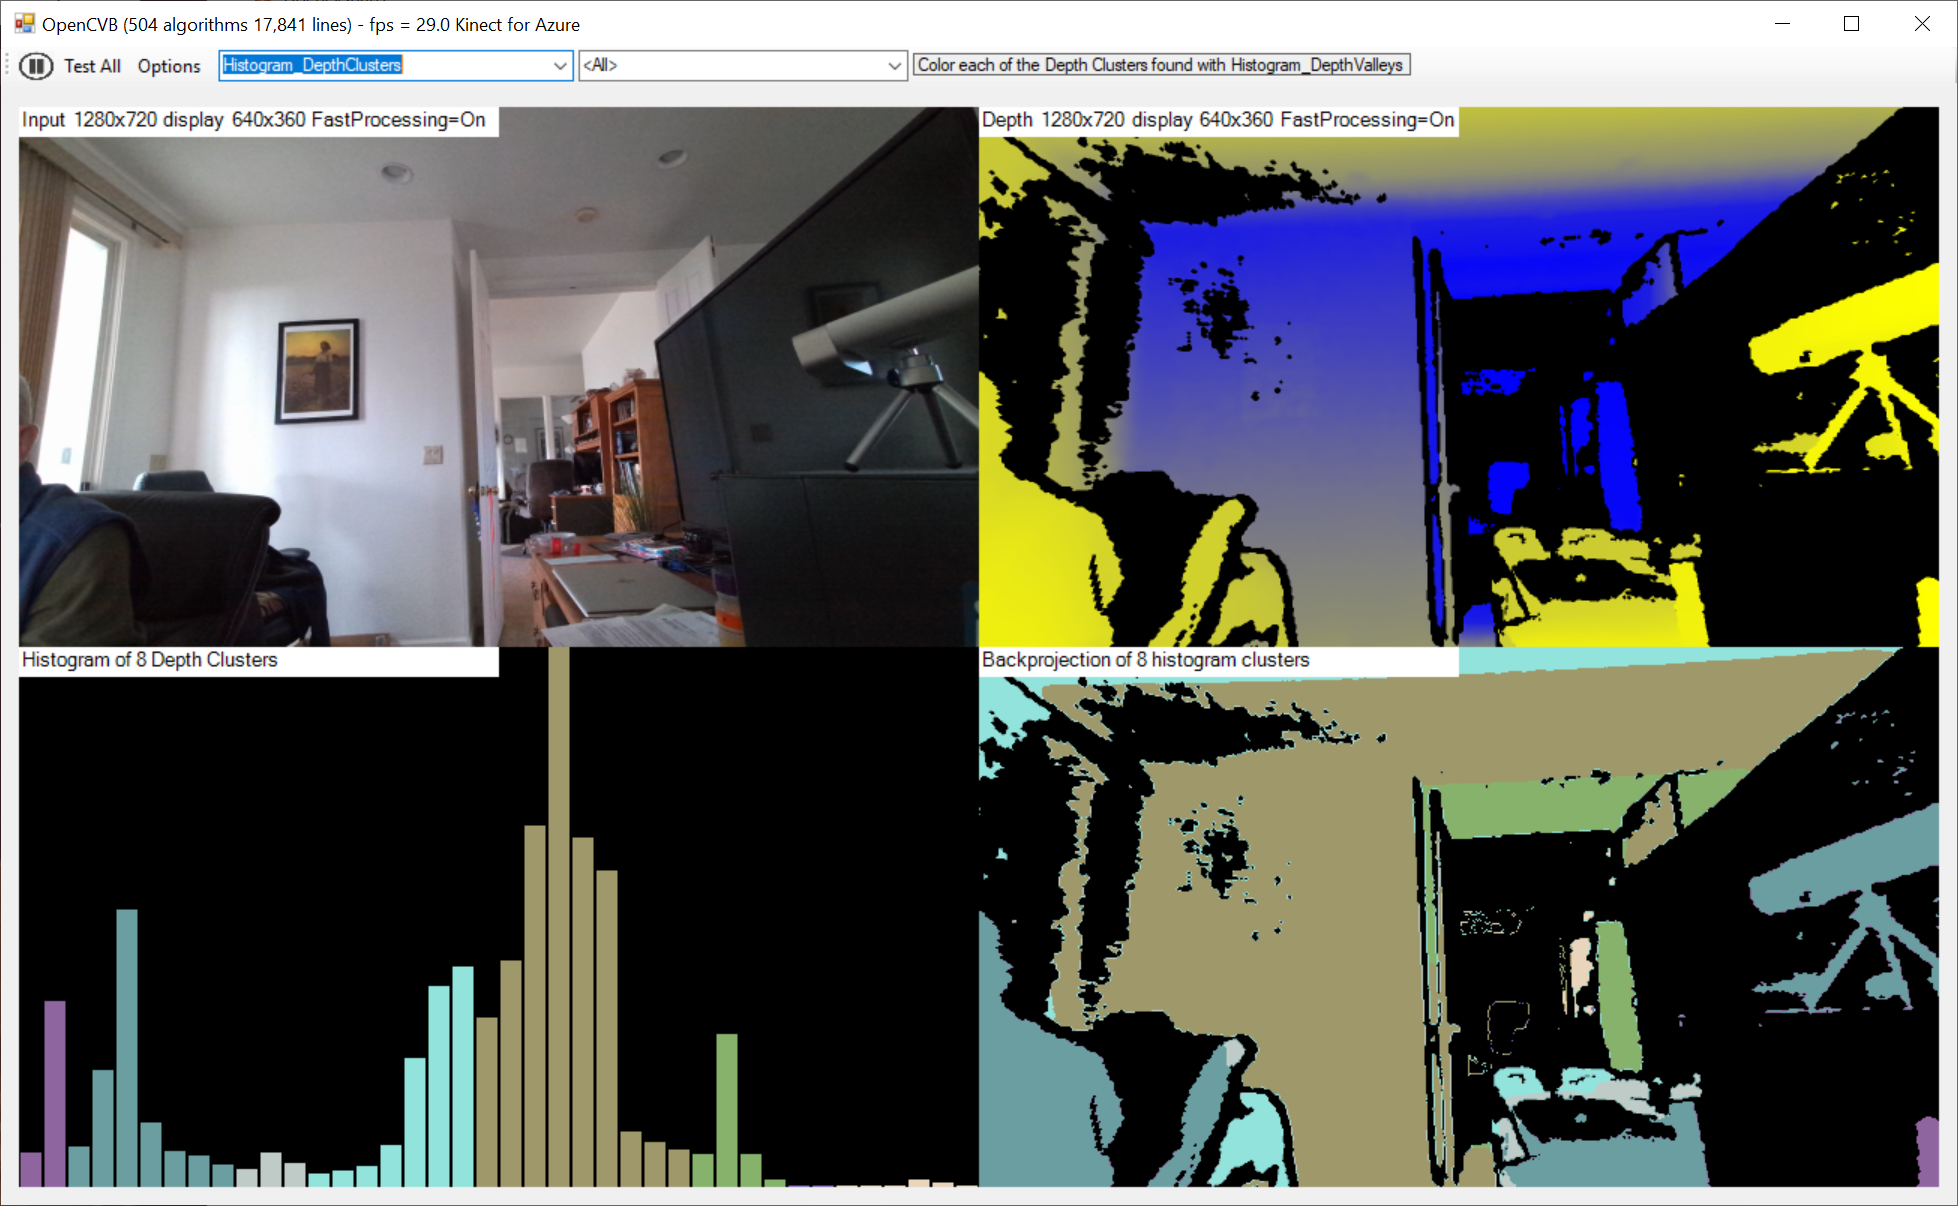 OpenCVB (504 algorithms 17,841 lines) - fps = 29.0 Kinect for Azure
Test All Options Histogram_DepthClusters <All> Color each of the Depth Clusters found with Histogram_DepthValleys
Input 1280x720 display 640x360 FastProcessing=On
Depth 1280x720 display 640x360 FastProcessing=On
Histogram of 8 Depth Clusters
Backprojection of 8 histogram clusters